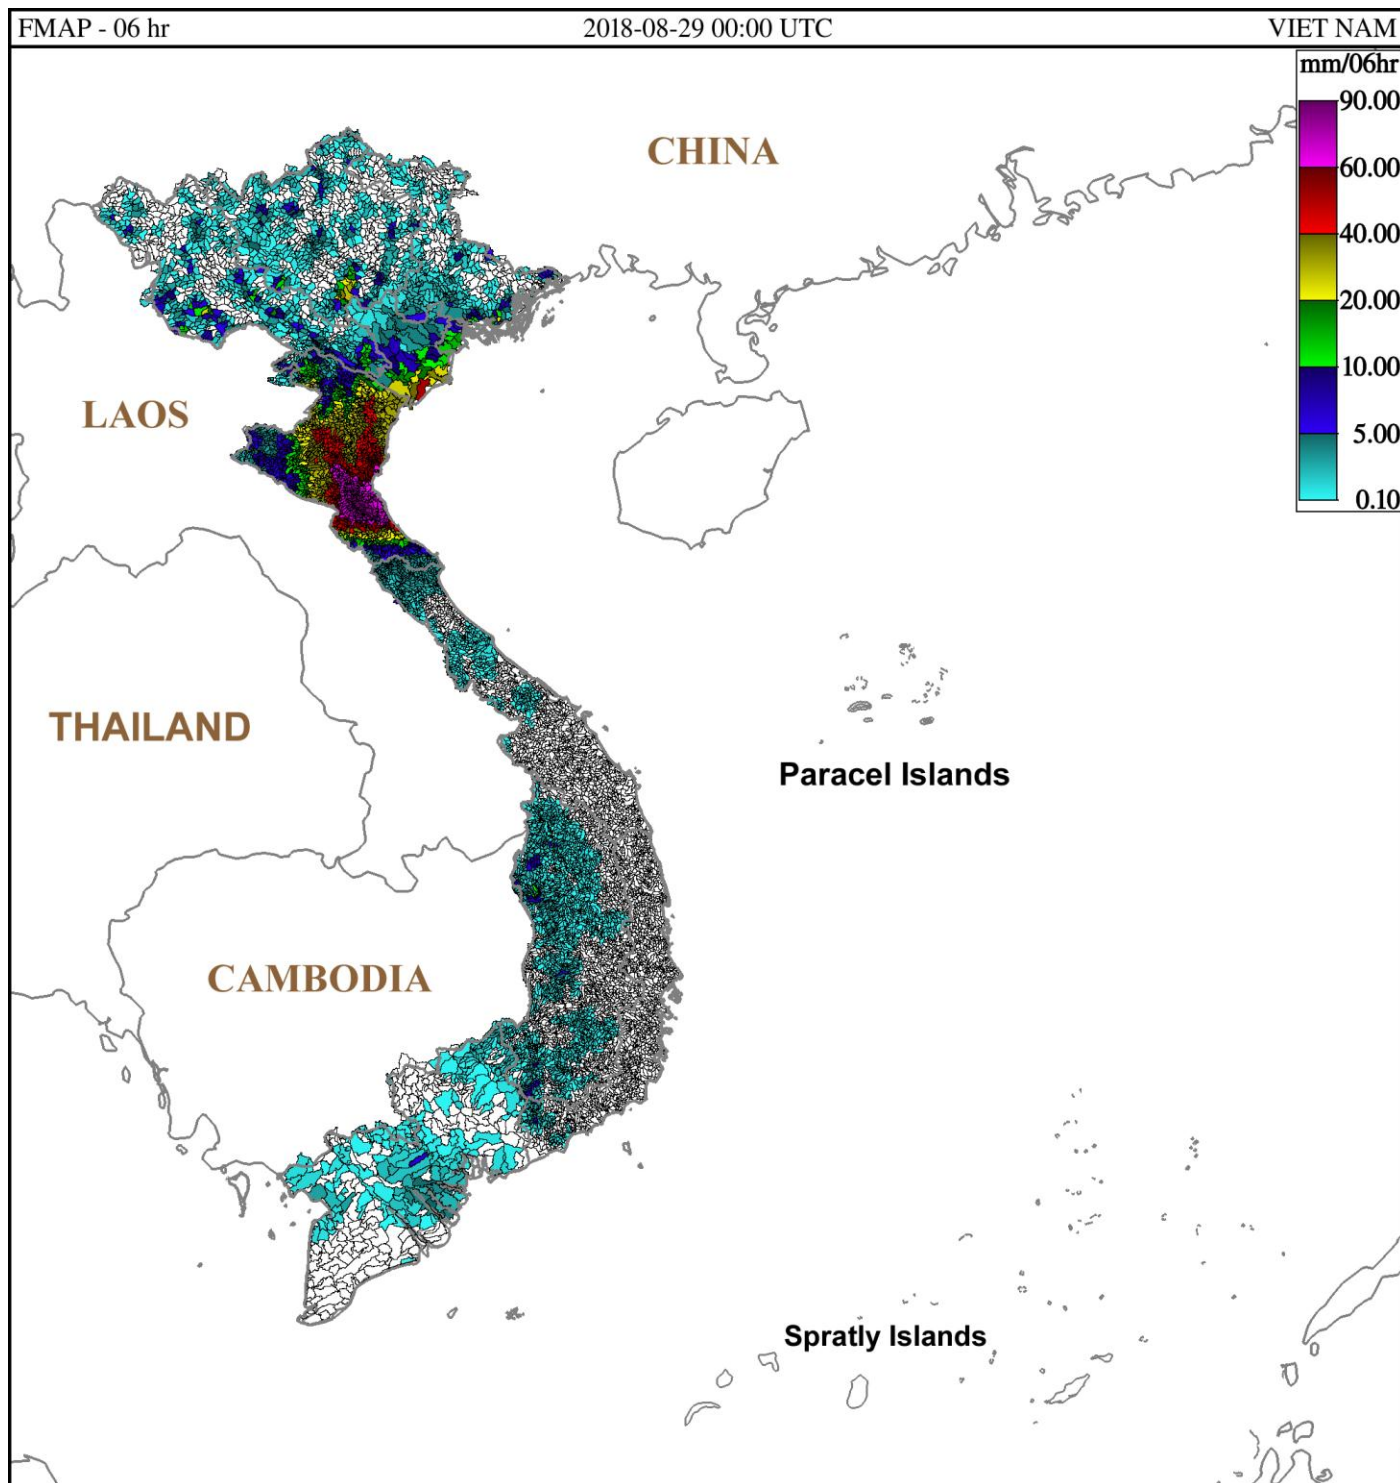 FMAP - 06 hr 2018-08-29 00:00 UTC VIET NAM
mm/06hr
90.00
60.00
40.00
20.00
10.00
5.00
0.10
CHINA
LAOS
THAILAND
Paracel Islands
CAMBODIA
Spratly Islands